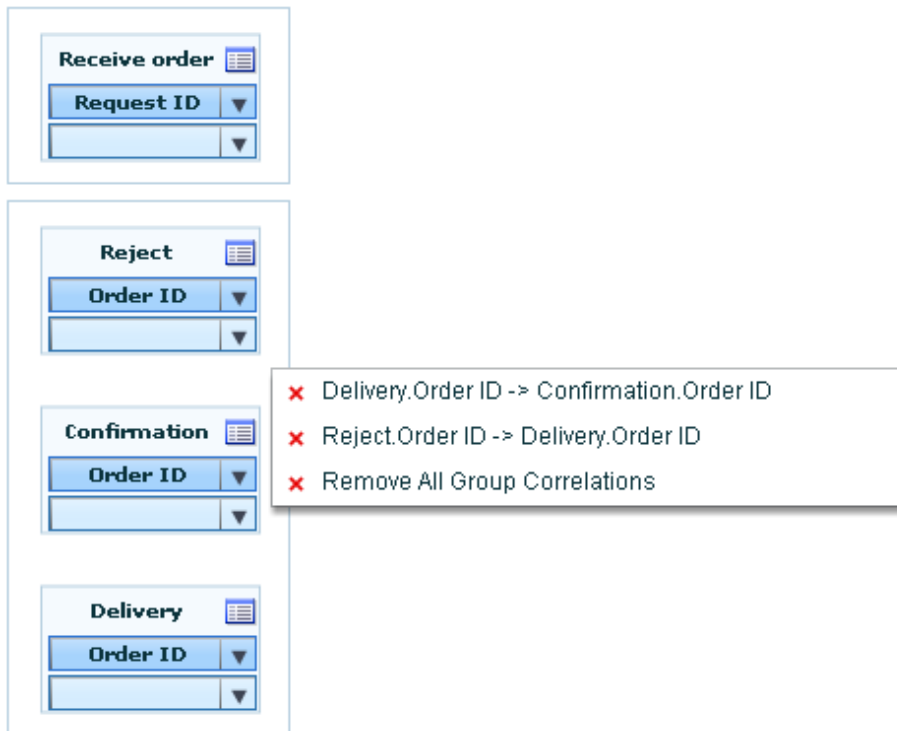 Receive order
Request ID
Reject
Order ID
Delivery.Order ID -> Confirmation.Order ID
Reject.Order ID -> Delivery.Order ID
Remove All Group Correlations
Confirmation
Order ID
Delivery
Order ID